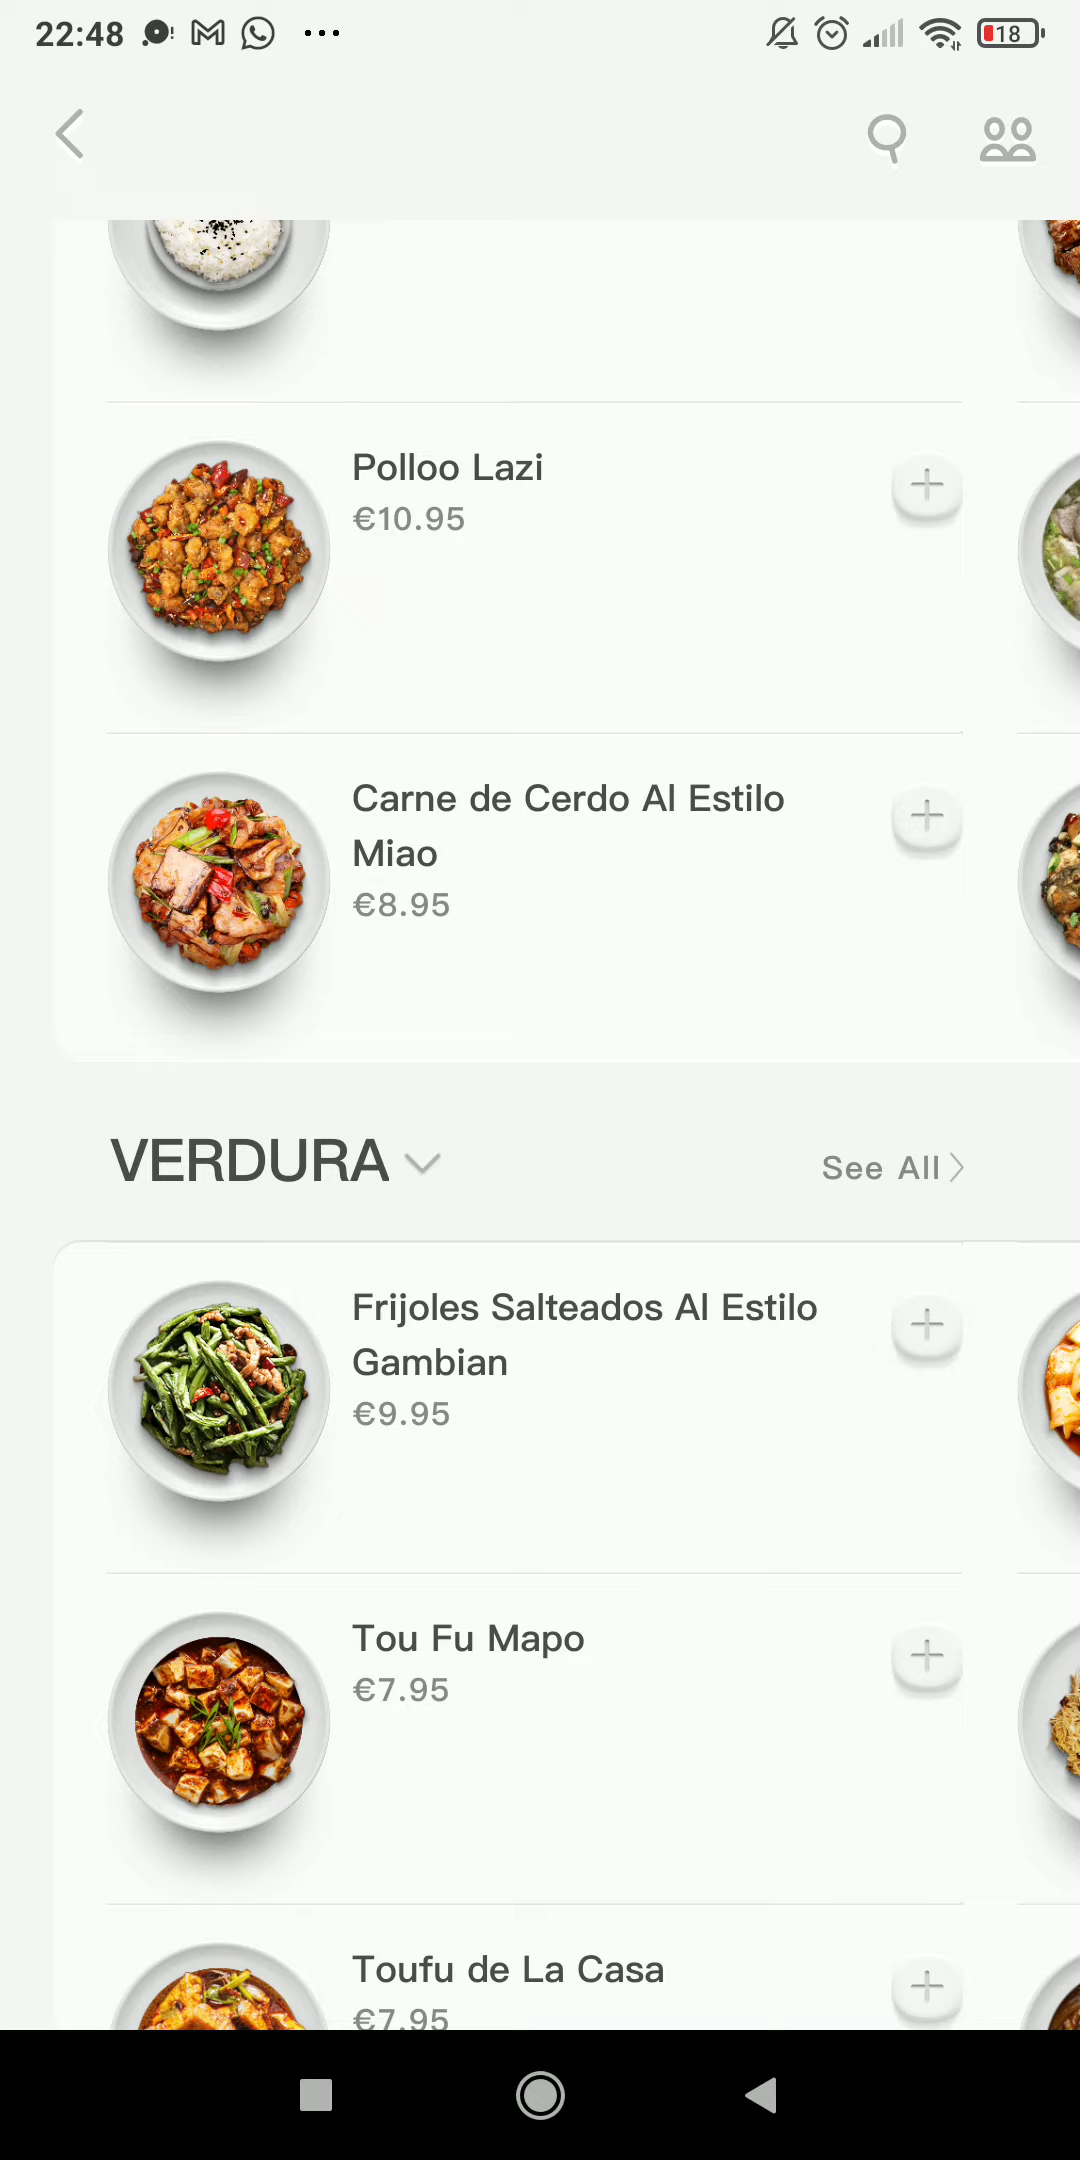 22:48
18
Polloo Lazi
€10.95
Carne de Cerdo Al Estilo
Miao
€8.95
VERDURA
See All
Frijoles Salteados Al Estilo
Gambian
€9.95
Tou Fu Mapo
€7.95
Toufu de La Casa
€7.95